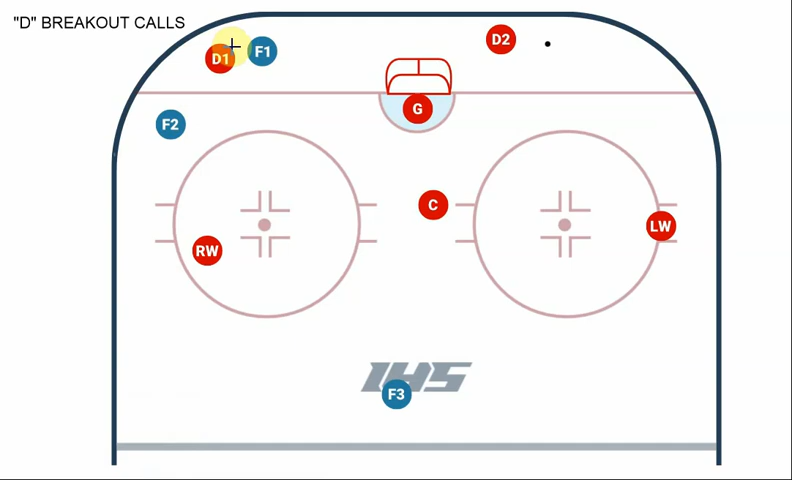 "D" BREAKOUT CALLS
D1
F1
D2
G
F2
C
RW
LW
IHS
F3